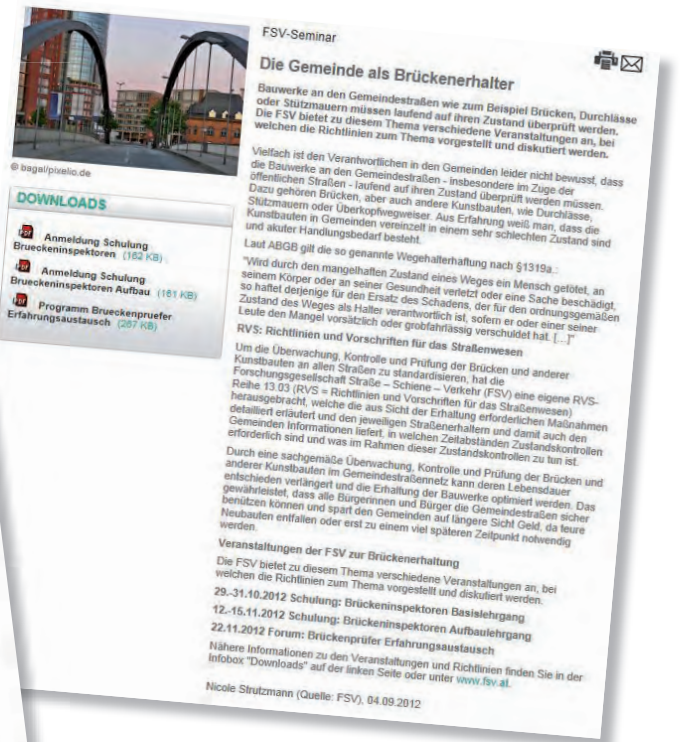 © bagal/pixelio.de
DOWNLOADS
Anmeldung Schulung
Brueckeninspektoren (162 KB)
Anmeldung Schulung
Brueckeninspektoren Aufbau (161 KB)
Programm Brueckenpruefer
Erfahrungsaustausch (267 KB)
FSV-Seminar
Die Gemeinde als Brückenerhalter
Bauwerke an den Gemeindestraßen wie zum Beispiel Brücken, Durchlässe
oder Stützmauern müssen laufend auf ihren Zustand überprüft werden.
Die FSV bietet zu diesem Thema verschiedene Veranstaltungen an, bei
welchen die Richtlinien zum Thema vorgestellt und diskutiert werden.
Vielfach ist den Verantwortlichen in den Gemeinden leider nicht bewusst, dass
die Bauwerke an den Gemeindestraßen - insbesondere im Zuge der
öffentlichen Straßen - laufend auf ihren Zustand überprüft werden müssen.
Dazu gehören Brücken, aber auch andere Kunstbauten, wie Durchlässe,
Stützmauern oder Überkopfwegweiser. Aus Erfahrung weiß man, dass die
Kunstbauten in Gemeinden vereinzelt in einem sehr schlechten Zustand sind
und akuter Handlungsbedarf besteht.
Laut ABGB gilt die so genannte Wegehalterhaftung nach §1319a.:
"Wird durch den mangelhaften Zustand eines Weges ein Mensch getötet, an
seinem Körper oder an seiner Gesundheit verletzt oder eine Sache beschädigt,
so haftet derjenige für den Ersatz des Schadens, der für den ordnungsgemäßen
Zustand des Weges als Halter verantwortlich ist, sofern er oder einer seiner
Leute den Mangel vorsätzlich oder grobfahrlässig verschuldet hat. [...]"
RVS: Richtlinien und Vorschriften für das Straßenwesen
Um die Überwachung, Kontrolle und Prüfung der Brücken und anderer
Kunstbauten an allen Straßen zu standardisieren, hat die
Forschungsgesellschaft Straße – Schiene – Verkehr (FSV) eine eigene RVS-
Reihe 13.03 (RVS = Richtlinien und Vorschriften für das Straßenwesen)
herausgebracht, welche die aus Sicht der Erhaltung erforderlichen Maßnahmen
detailliert erläutert und den jeweiligen Straßenerhaltern und damit auch den
Gemeinden Informationen liefert, in welchen Zeitabständen Zustandskontrollen
erforderlich sind und was im Rahmen dieser Zustandskontrollen zu tun ist.
Durch eine sachgemäße Überwachung, Kontrolle und Prüfung der Brücken und
anderer Kunstbauten im Gemeindestraßennetz kann deren Lebensdauer
entschieden verlängert und die Erhaltung der Bauwerke optimiert werden. Das
gewährleistet, dass alle Bürgerinnen und Bürger die Gemeindestraßen sicher
benützen können und spart den Gemeinden auf längere Sicht Geld, da teure
Neubauten entfallen oder erst zu einem viel späteren Zeitpunkt notwendig
werden.
Veranstaltungen der FSV zur Brückenerhaltung
Die FSV bietet zu diesem Thema verschiedene Veranstaltungen an, bei
welchen die Richtlinien zum Thema vorgestellt und diskutiert werden.
29.-31.10.2012 Schulung: Brückeninspektoren Basislehrgang
12.-15.11.2012 Schulung: Brückeninspektoren Aufbaulehrgang
22.11.2012 Forum: Brückenprüfer Erfahrungsaustausch
Nähere Informationen zu den Veranstaltungen und Richtlinien finden Sie in der
Infobox "Downloads" auf der linken Seite oder unter www.fsv.at.
Nicole Strutzmann (Quelle: FSV), 04.09.2012